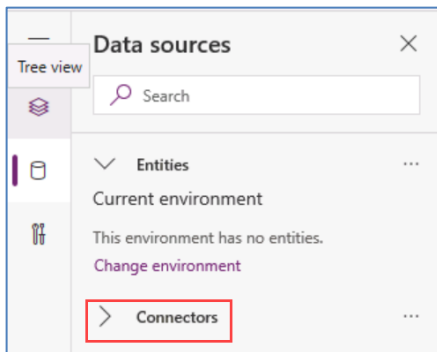 Data sources
Tree view
Search
Entities
Current environment
This environment has no entities.
Change environment
Connectors